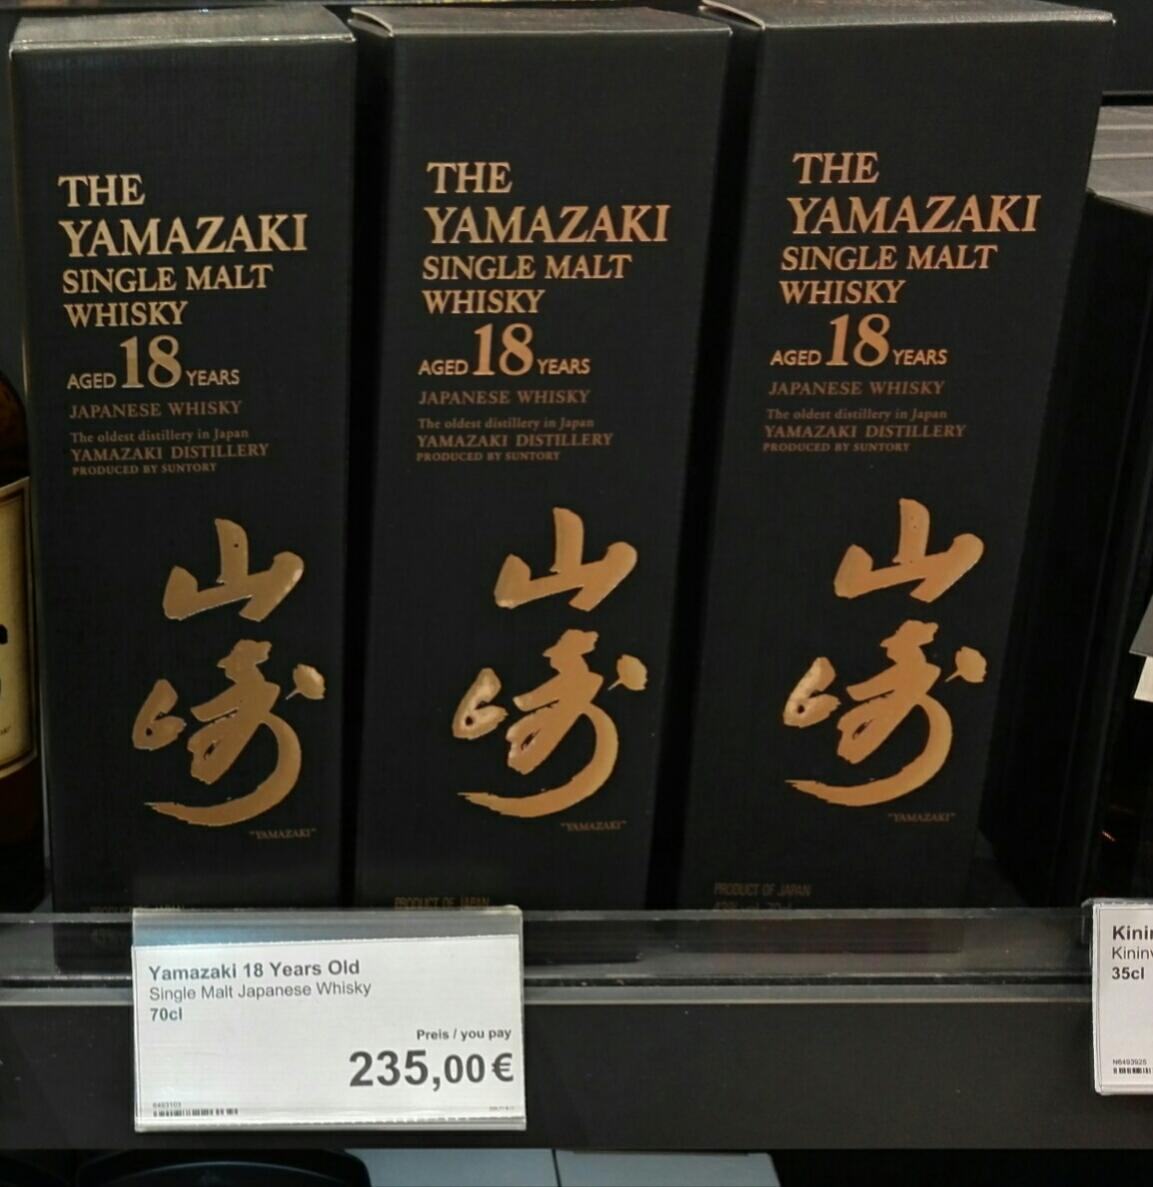 THE
YAMAZAKI
SINGLE MALT
WHISKY
AGED 18 YEARS
JAPANESE WHISKY
The oldest distillery in Japan
YAMAZAKI DISTILLERY
PRODUCED BY SUNTORY
山
崎
"YAMAZAKI"
THE
YAMAZAKI
SINGLE MALT
WHISKY
AGED 18 YEARS
JAPANESE WHISKY
The oldest distillery in Japan
YAMAZAKI DISTILLERY
PRODUCED BY SUNTORY
山
崎
"YAMAZAKI"
PRODUCT OF JAPAN
THE
YAMAZAKI
SINGLE MALT
WHISKY
AGED 18 YEARS
JAPANESE WHISKY
The oldest distillery in Japan
YAMAZAKI DISTILLERY
PRODUCED BY SUNTORY
山
崎
"YAMAZAKI"
PRODUCT OF JAPAN
Yamazaki 18 Years Old
Single Malt Japanese Whisky
70cl
Preis / you pay
235,00 €
35cl